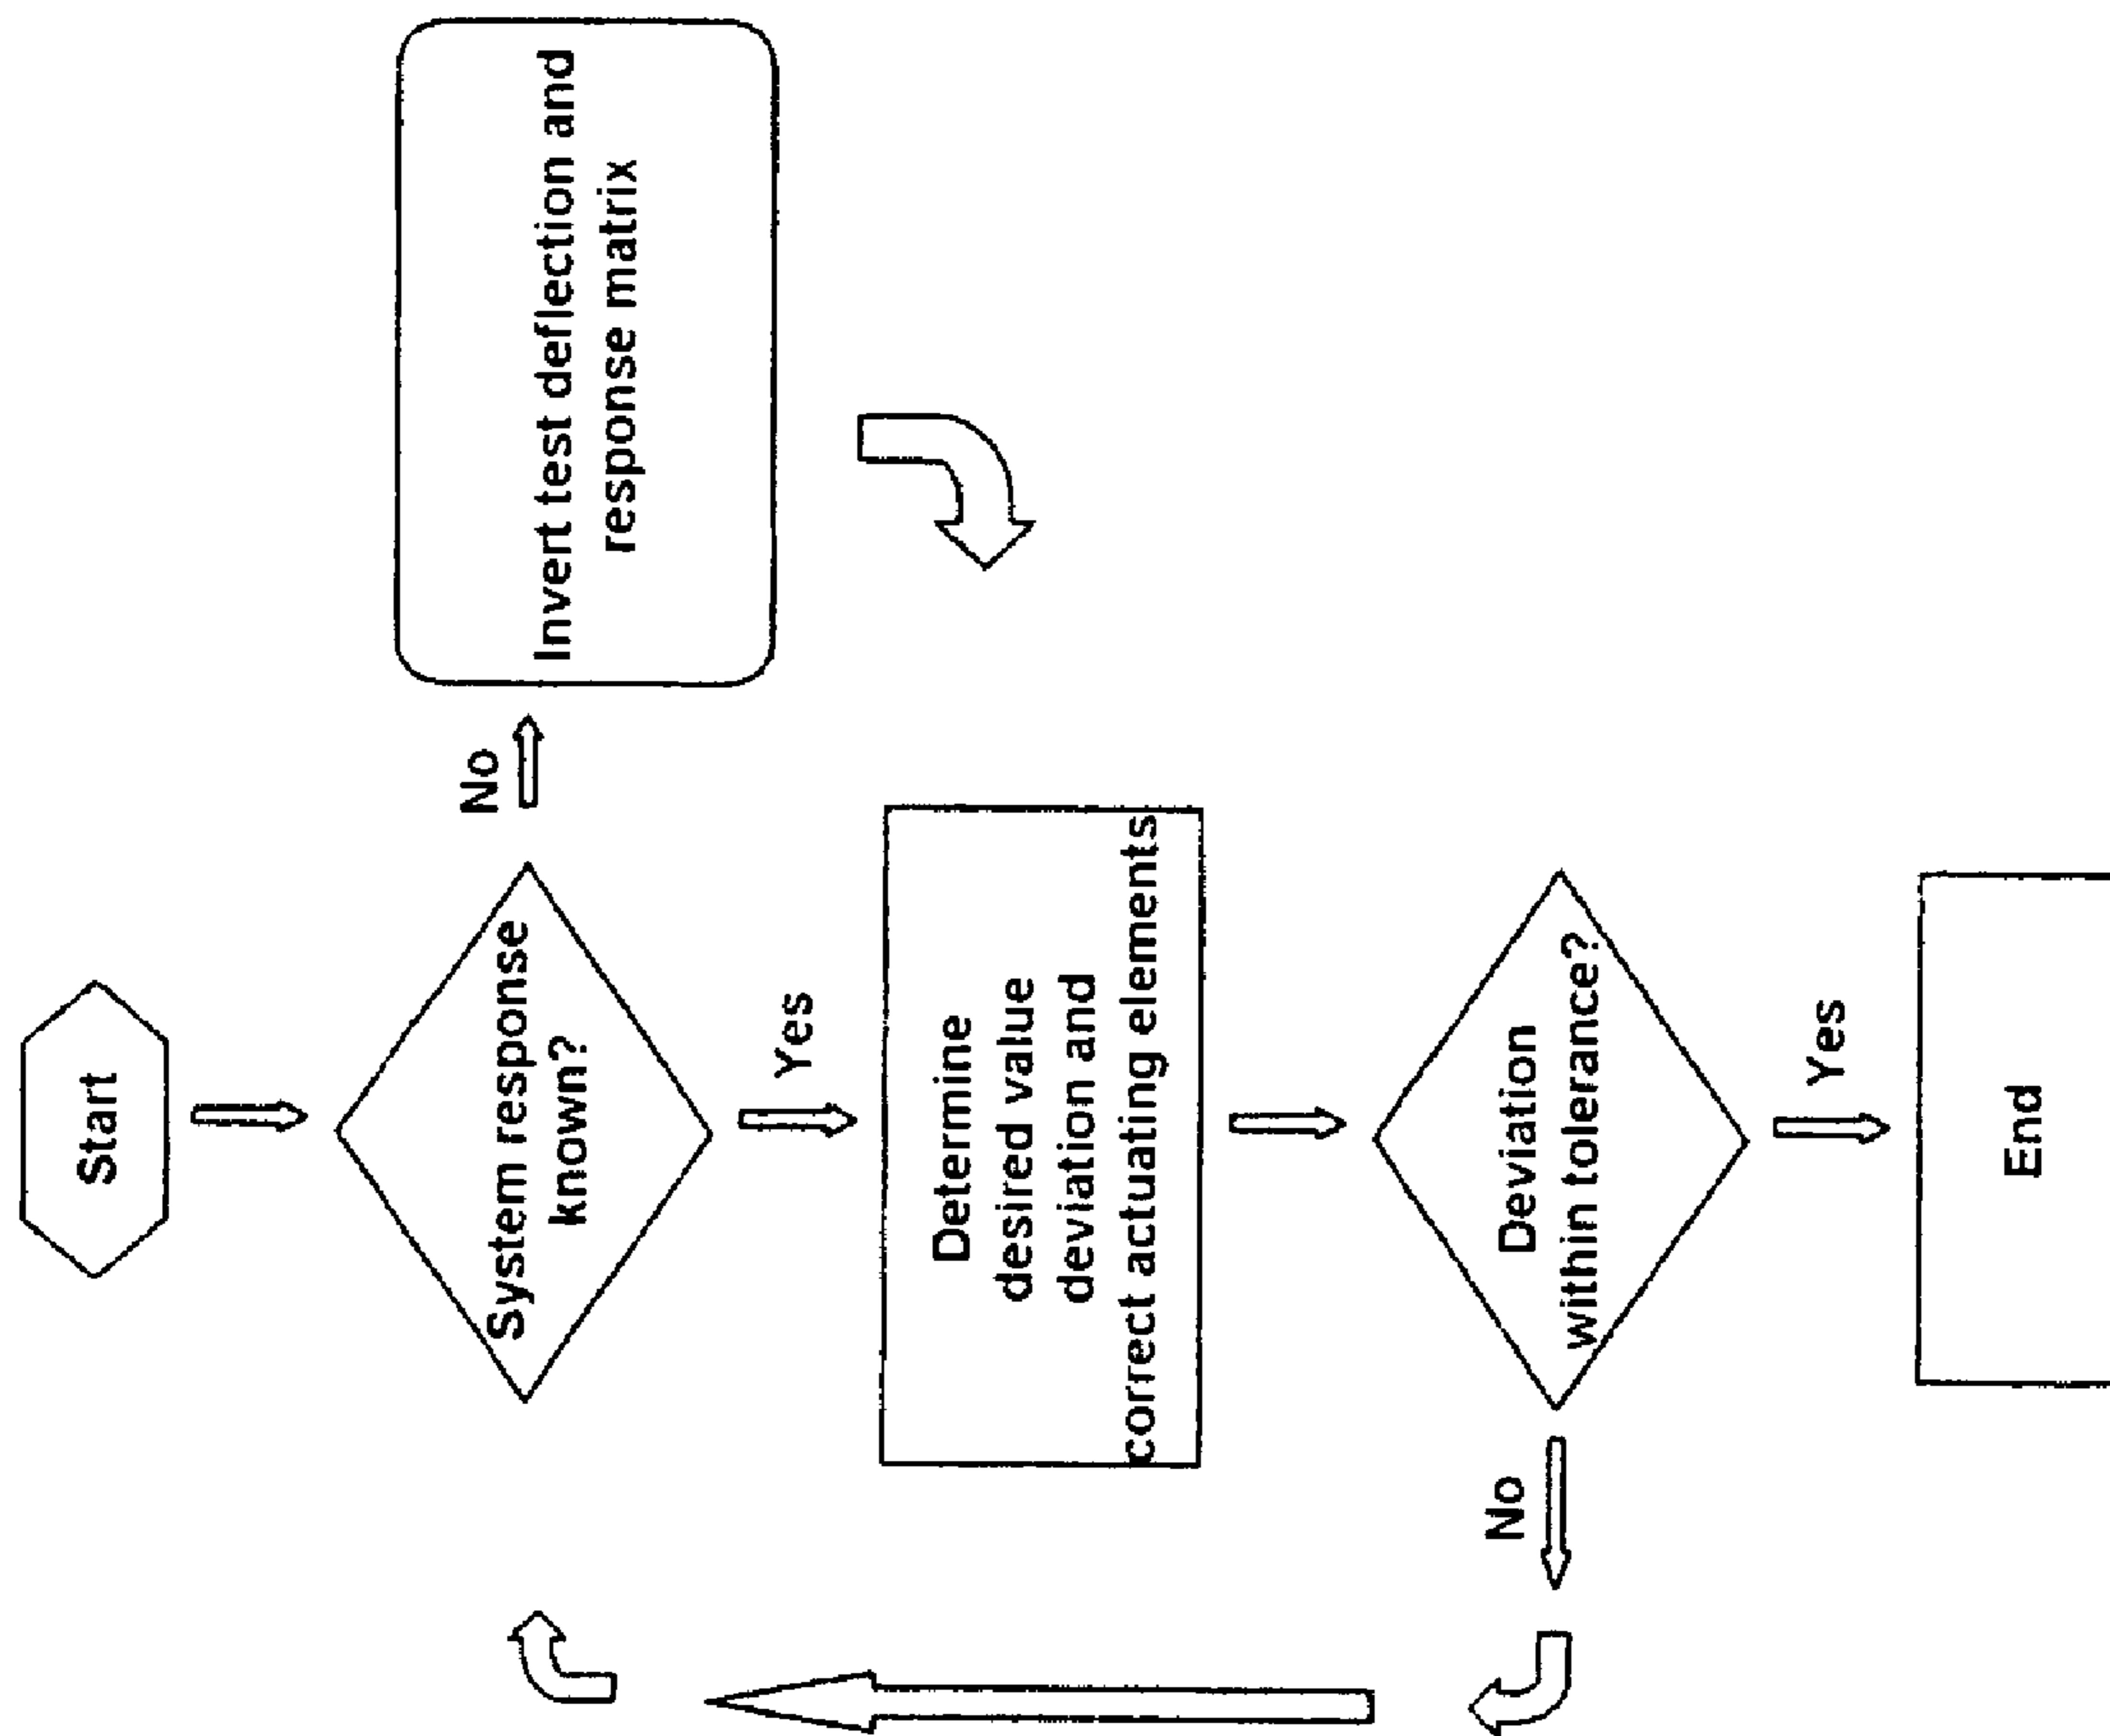 Start
System response
known?
No
Invert test deflection and
response matrix
Yes
Determine
desired value
deviation and
correct actuating elements
Deviation
within tolerance?
No
Yes
End